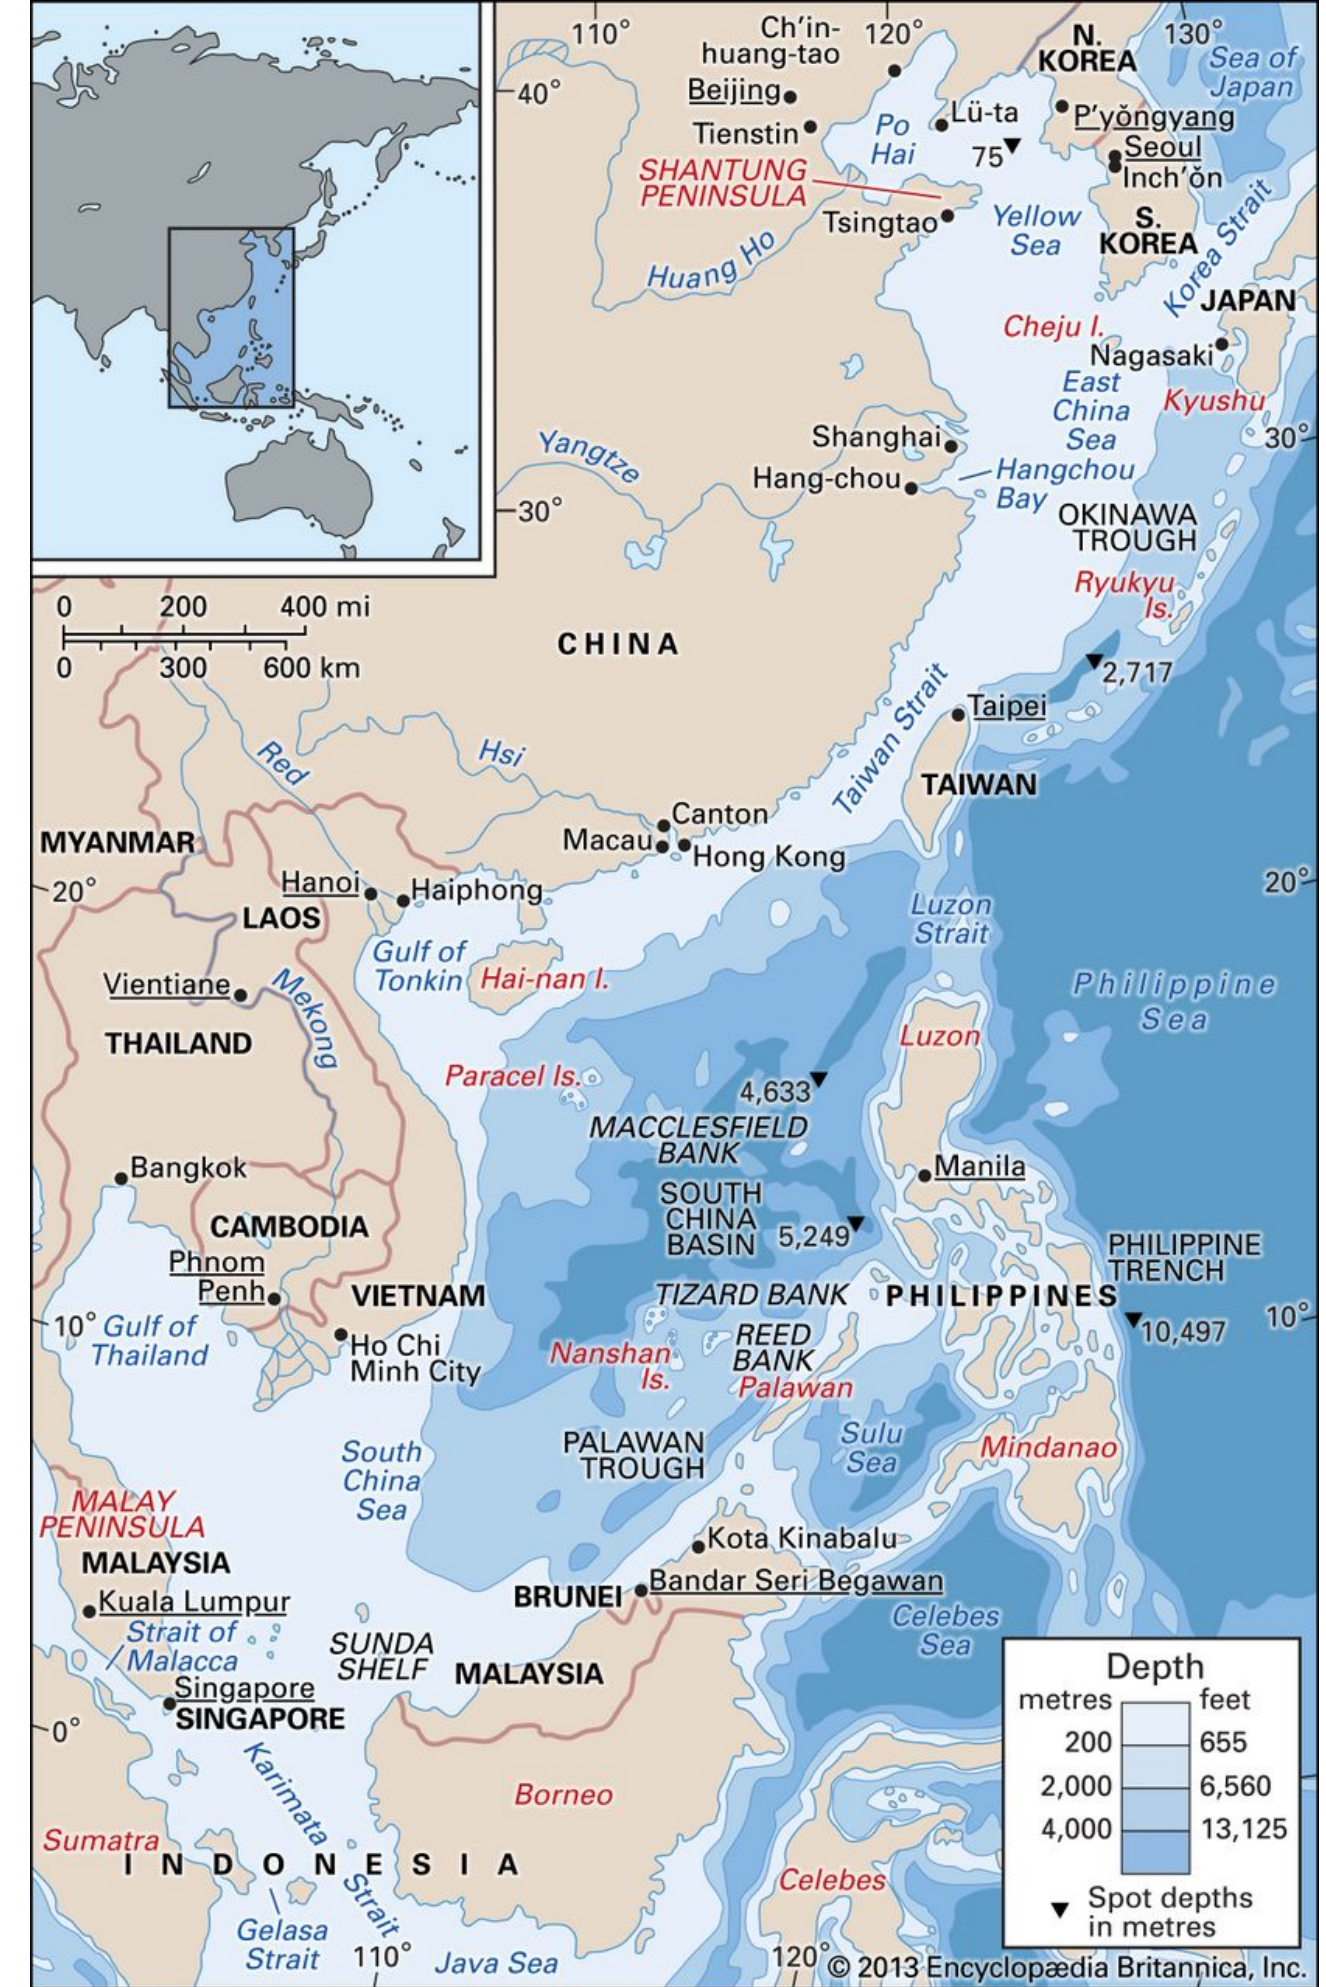 110°
120°
130°
Ch'in-
huang-tao
N.
KOREA
Sea of
Japan
40°
Beijing
Lü-ta
P'yŏngyang
Tienstin
Po
Hai
75
Seoul
Inch'ŏn
SHANTUNG
PENINSULA
Tsingtao
Yellow
Sea
S.
KOREA
Korea Strait
Huang Ho
JAPAN
Cheju I.
Nagasaki
East
China
Sea
Kyushu
30°
Yangtze
Shanghai
Hang-chou
Hangchou
Bay
30°
OKINAWA
TROUGH
Ryukyu
Is.
0 200 400 mi
0 300 600 km
CHINA
2,717
Taiwan Strait
Taipei
Red
Hsi
TAIWAN
MYANMAR
Canton
Macau
Hong Kong
20°
Hanoi
Haiphong
20°
LAOS
Luzon
Strait
Gulf of
Tonkin
Hai-nan I.
Vientiane
Mekong
Philippine
Sea
THAILAND
Luzon
Paracel Is.
4,633
MACCLESFIELD
BANK
Bangkok
Manila
SOUTH
CHINA
BASIN
5,249
CAMBODIA
PHILIPPINE
TRENCH
Phnom
Penh
VIETNAM
TIZARD BANK
PHILIPPINES
10°
Gulf of
Thailand
10°
10,497
Ho Chi
Minh City
REED
BANK
Nanshan
Is.
Palawan
South
China
Sea
PALAWAN
TROUGH
Sulu
Sea
Mindanao
MALAY
PENINSULA
MALAYSIA
Kota Kinabalu
Kuala Lumpur
BRUNEI
Bandar Seri Begawan
Strait of
Malacca
SUNDA
SHELF
Celebes
Sea
MALAYSIA
Singapore
SINGAPORE
0°
Depth
metres feet
200 655
2,000 6,560
4,000 13,125
Spot depths
in metres
Karimata Strait
Borneo
Sumatra
INDONESIA
Celebes
Gelasa
Strait
110°
Java Sea
120°
© 2013 Encyclopædia Britannica, Inc.